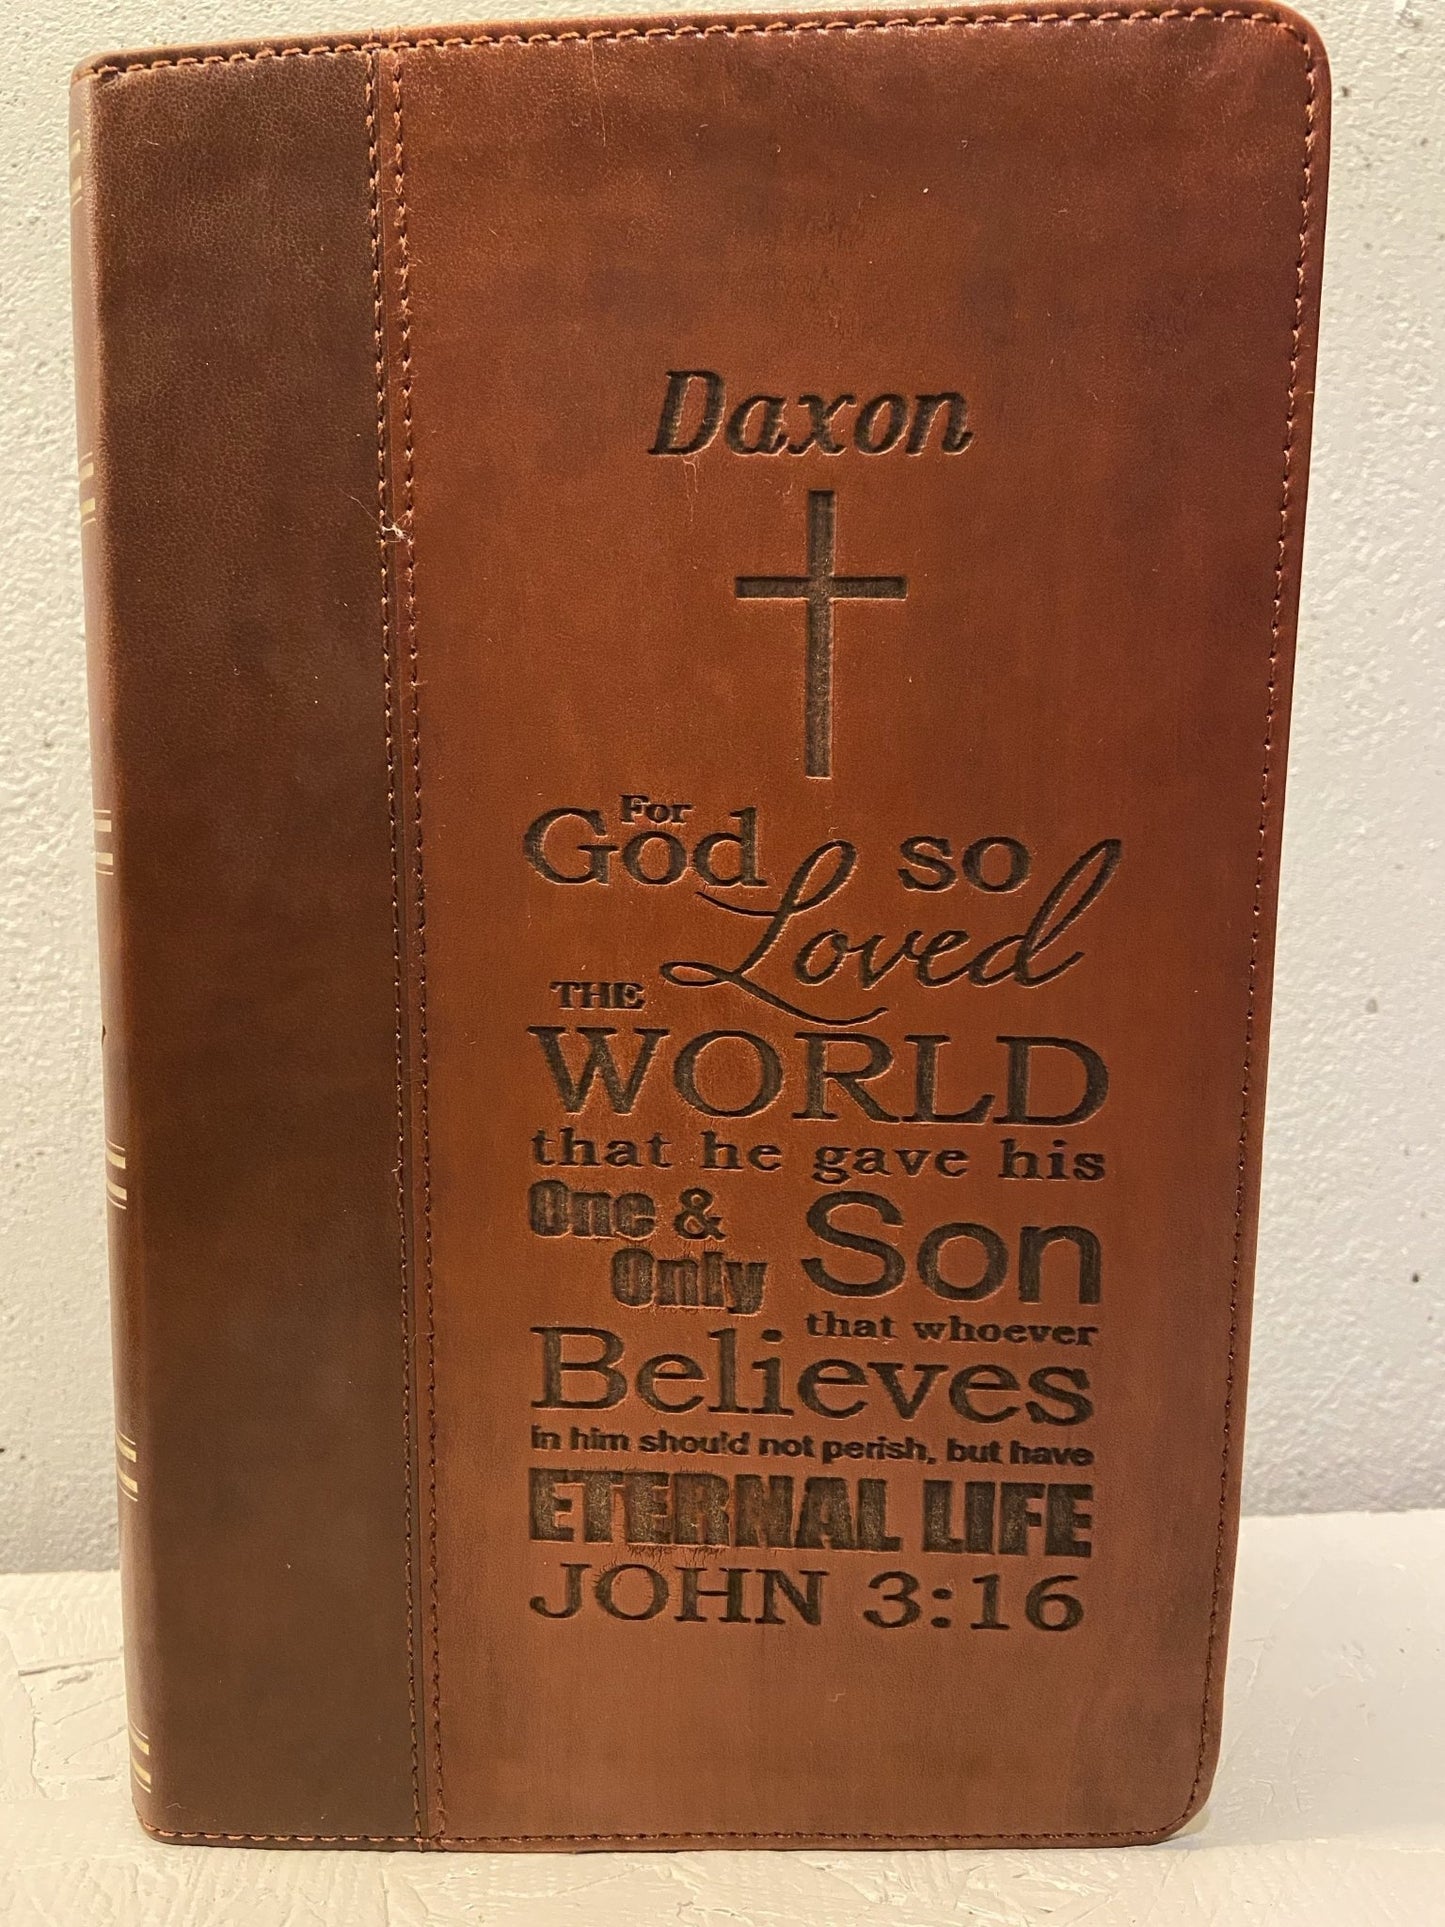 Daxon
For
God so
Loved
THE
WORLD
that he gave his
One &
Only Son
that whoever
Believes
in him should not perish, but have
ETERNAL LIFE
JOHN 3:16